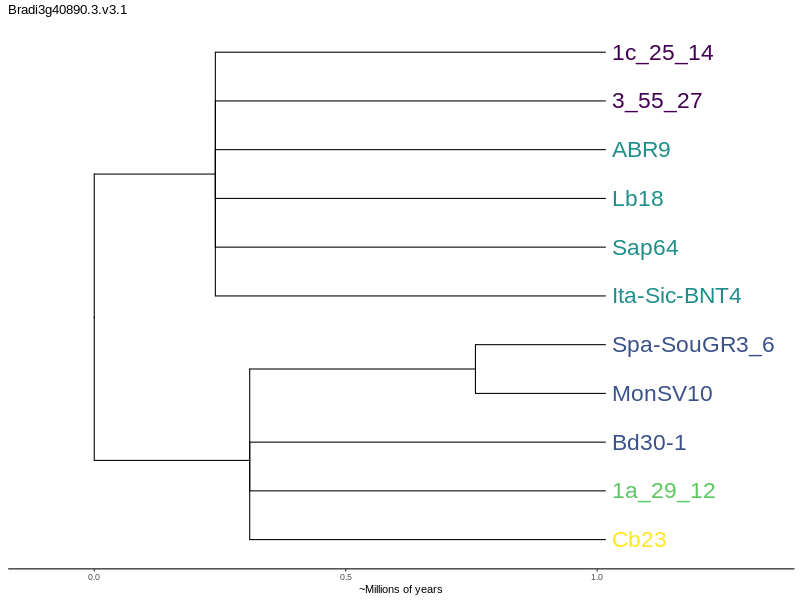 Bradi3g40890.3.v3.1
1c_25_14
3_55_27
ABR9
Lb18
Sap64
Ita-Sic-BNT4
Spa-SouGR3_6
MonSV10
Bd30-1
1a_29_12
Cb23
0.0 0.5 1.0
~Millions of years